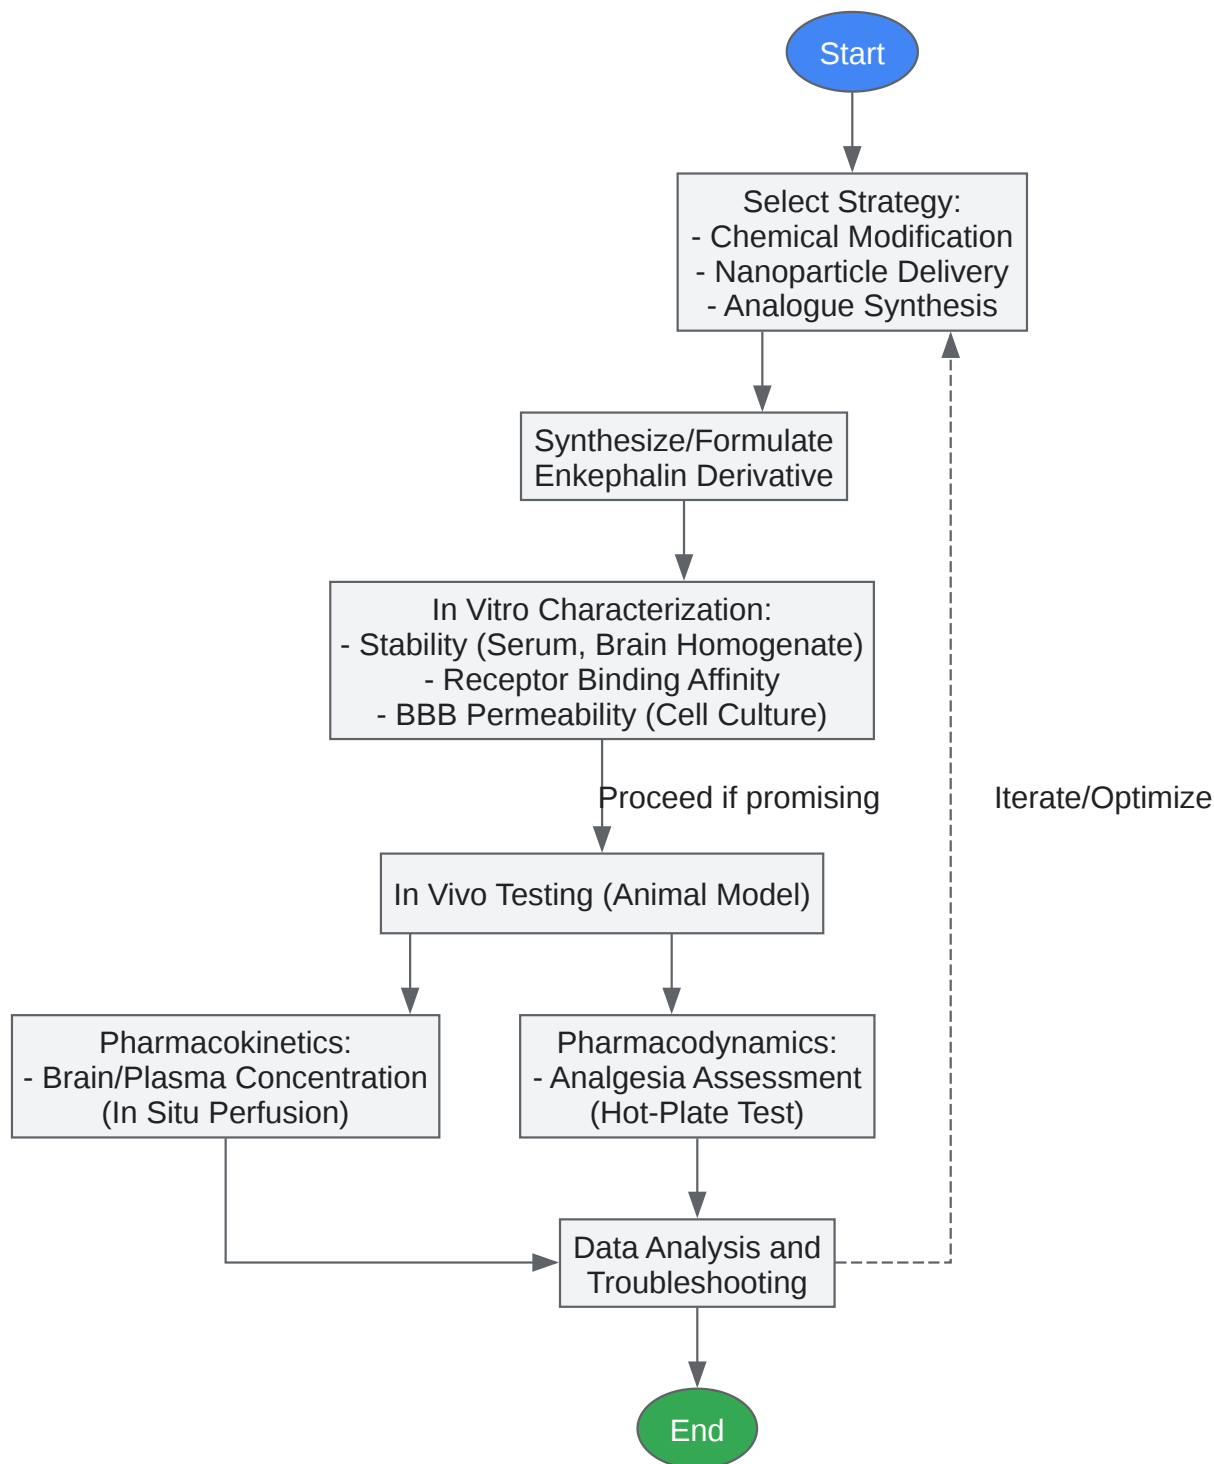 Start
Select Strategy:
- Chemical Modification
- Nanoparticle Delivery
- Analogue Synthesis
Synthesize/Formulate
Enkephalin Derivative
In Vitro Characterization:
- Stability (Serum, Brain Homogenate)
- Receptor Binding Affinity
- BBB Permeability (Cell Culture)
Proceed if promising
Iterate/Optimize
In Vivo Testing (Animal Model)
Pharmacokinetics:
- Brain/Plasma Concentration
(In Situ Perfusion)
Pharmacodynamics:
- Analgesia Assessment
(Hot-Plate Test)
Data Analysis and
Troubleshooting
End